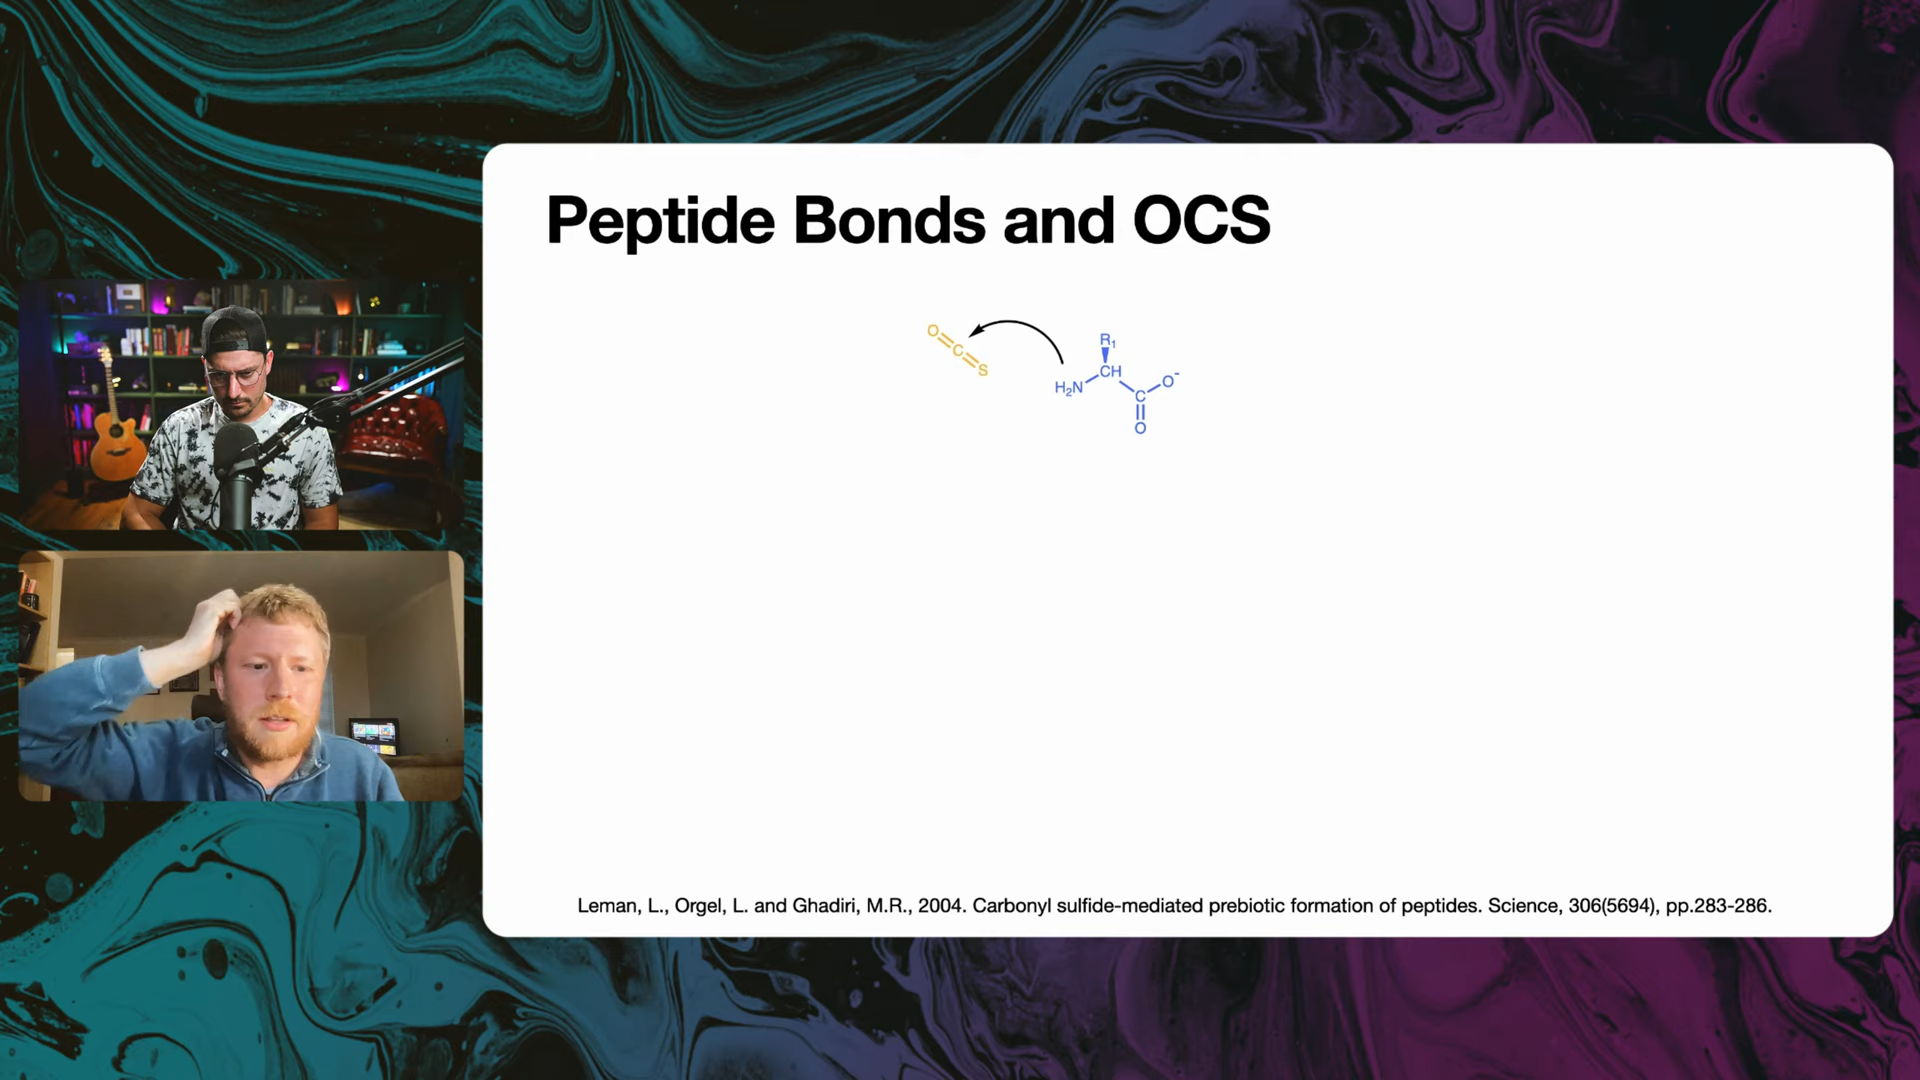 Peptide Bonds and OCS
O
C
S
R₁
CH
H₂N
C
O⁻
O
Leman, L., Orgel, L. and Ghadiri, M.R., 2004. Carbonyl sulfide-mediated prebiotic formation of peptides. Science, 306(5694), pp.283-286.